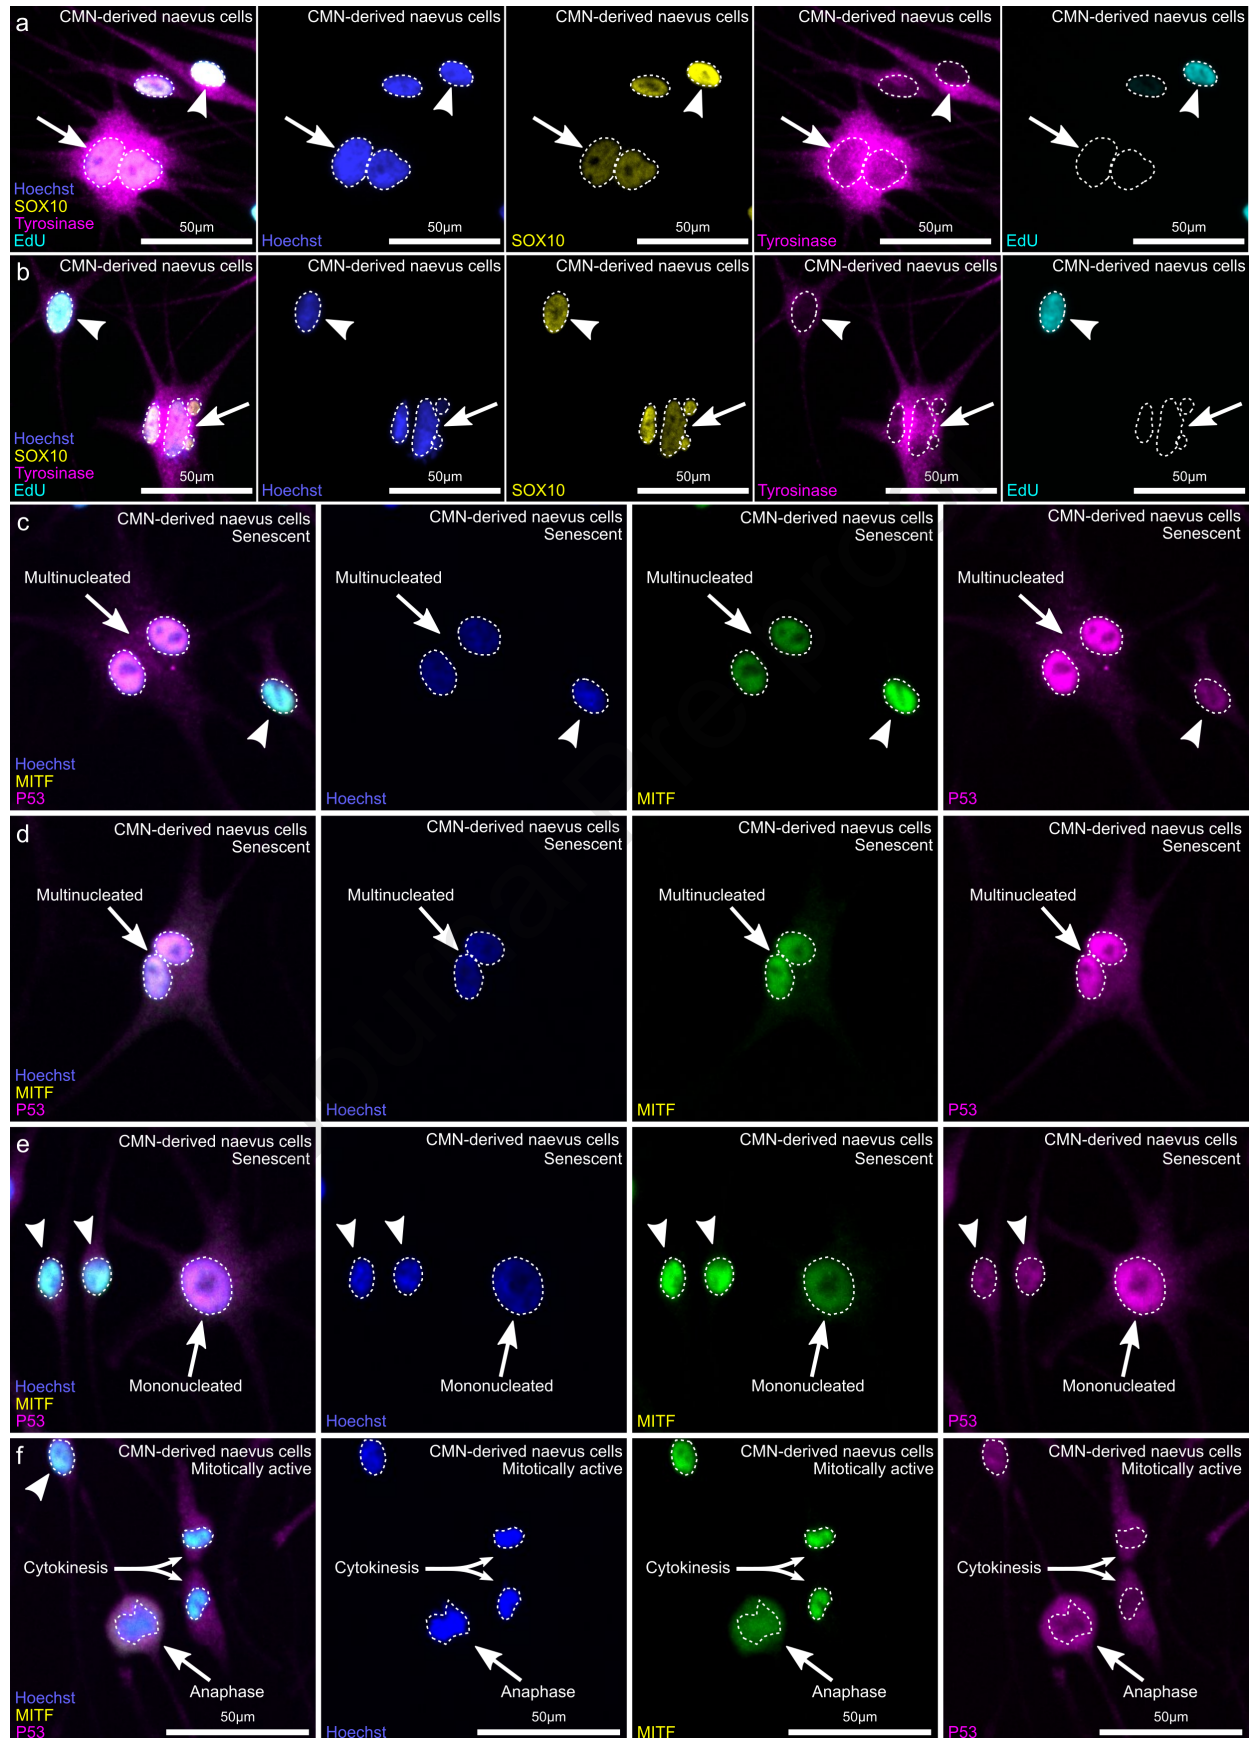 a
CMN-derived naevus cells
CMN-derived naevus cells
CMN-derived naevus cells
CMN-derived naevus cells
CMN-derived naevus cells
Hoechst
SOX10
Tyrosinase
EdU
50µm
Hoechst
50µm
SOX10
50µm
Tyrosinase
50µm
EdU
50µm
b
CMN-derived naevus cells
CMN-derived naevus cells
CMN-derived naevus cells
CMN-derived naevus cells
CMN-derived naevus cells
Hoechst
SOX10
Tyrosinase
EdU
50µm
Hoechst
50µm
SOX10
50µm
Tyrosinase
50µm
EdU
50µm
c
CMN-derived naevus cells
Senescent
Multinucleated
Hoechst
MITF
P53
CMN-derived naevus cells
Senescent
Multinucleated
Hoechst
CMN-derived naevus cells
Senescent
Multinucleated
MITF
CMN-derived naevus cells
Senescent
Multinucleated
P53
d
CMN-derived naevus cells
Senescent
Multinucleated
Hoechst
MITF
P53
CMN-derived naevus cells
Senescent
Multinucleated
Hoechst
CMN-derived naevus cells
Senescent
Multinucleated
MITF
CMN-derived naevus cells
Senescent
Multinucleated
P53
e
CMN-derived naevus cells
Senescent
Mononucleated
Hoechst
MITF
P53
CMN-derived naevus cells
Senescent
Mononucleated
Hoechst
CMN-derived naevus cells
Senescent
Mononucleated
MITF
CMN-derived naevus cells
Senescent
Mononucleated
P53
f
CMN-derived naevus cells
Mitotically active
Cytokinesis
Anaphase
Hoechst
MITF
P53
50µm
CMN-derived naevus cells
Mitotically active
Cytokinesis
Anaphase
Hoechst
50µm
CMN-derived naevus cells
Mitotically active
Cytokinesis
Anaphase
MITF
50µm
CMN-derived naevus cells
Mitotically active
Cytokinesis
Anaphase
P53
50µm
Journal Pre-proof